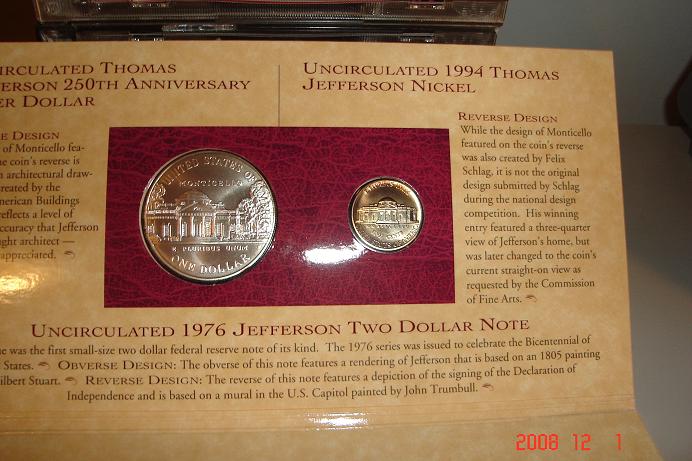 IRCULATED THOMAS
ERSON 250TH ANNIVERSARY
ER DOLLAR
UNCIRCULATED 1994 THOMAS
JEFFERSON NICKEL
E DESIGN
of Monticello fea-
e coin's reverse is
architectural draw-
reated by the
merican Buildings
eflects a level of
ccuracy that Jefferson
ght architect —
appreciated.
UNITED STATES OF AMERICA
MONTICELLO
E PLURIBUS UNUM
ONE DOLLAR
REVERSE DESIGN
While the design of Monticello
featured on the coin's reverse
was also created by Felix
Schlag, it is not the original
design submitted by Schlag
during the national design
competition. His winning
entry featured a three-quarter
view of Jefferson's home, but
was later changed to the coin's
current straight-on view as
requested by the Commission
of Fine Arts.
UNCIRCULATED 1976 JEFFERSON TWO DOLLAR NOTE
ue was the first small-size two dollar federal reserve note of its kind. The 1976 series was issued to celebrate the Bicentennial of
States. OBVERSE DESIGN: The obverse of this note features a rendering of Jefferson that is based on an 1805 painting
ilbert Stuart. REVERSE DESIGN: The reverse of this note features a depiction of the signing of the Declaration of
Independence and is based on a mural in the U.S. Capitol painted by John Trumbull.
2008 12 1